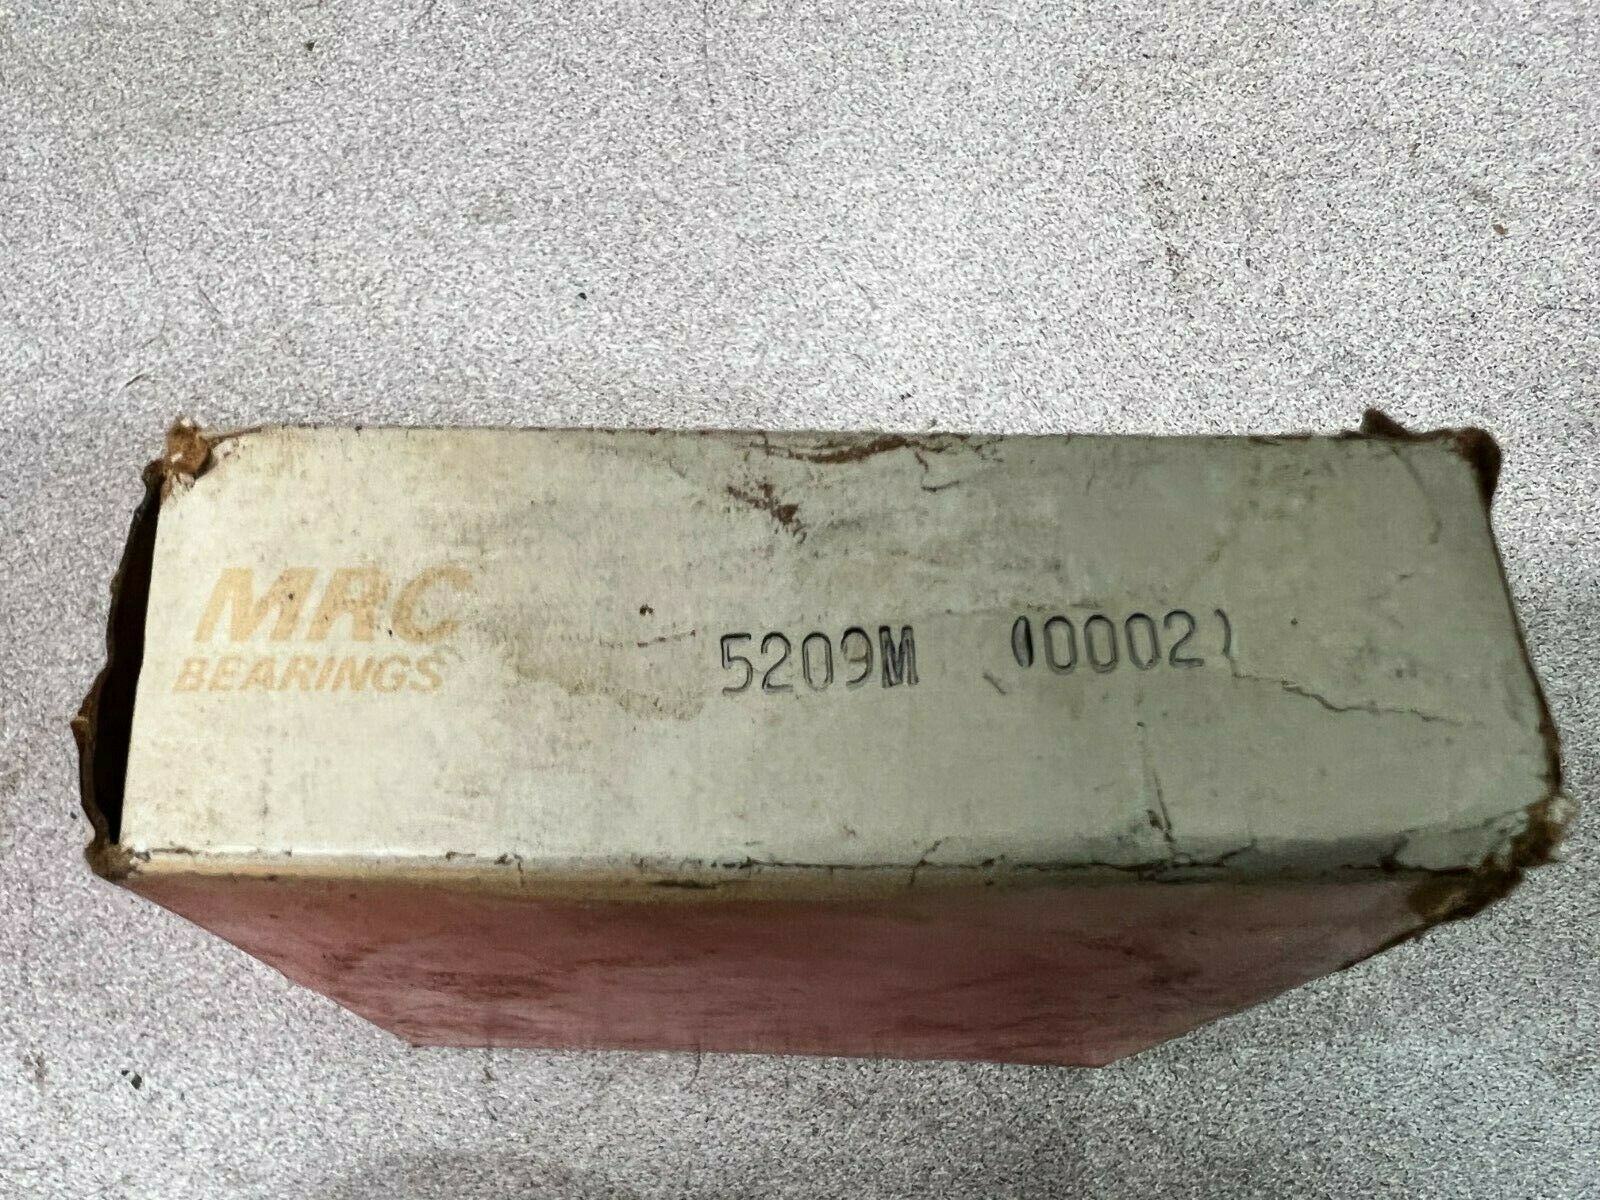 MRC
BEARINGS
5209M (00002)